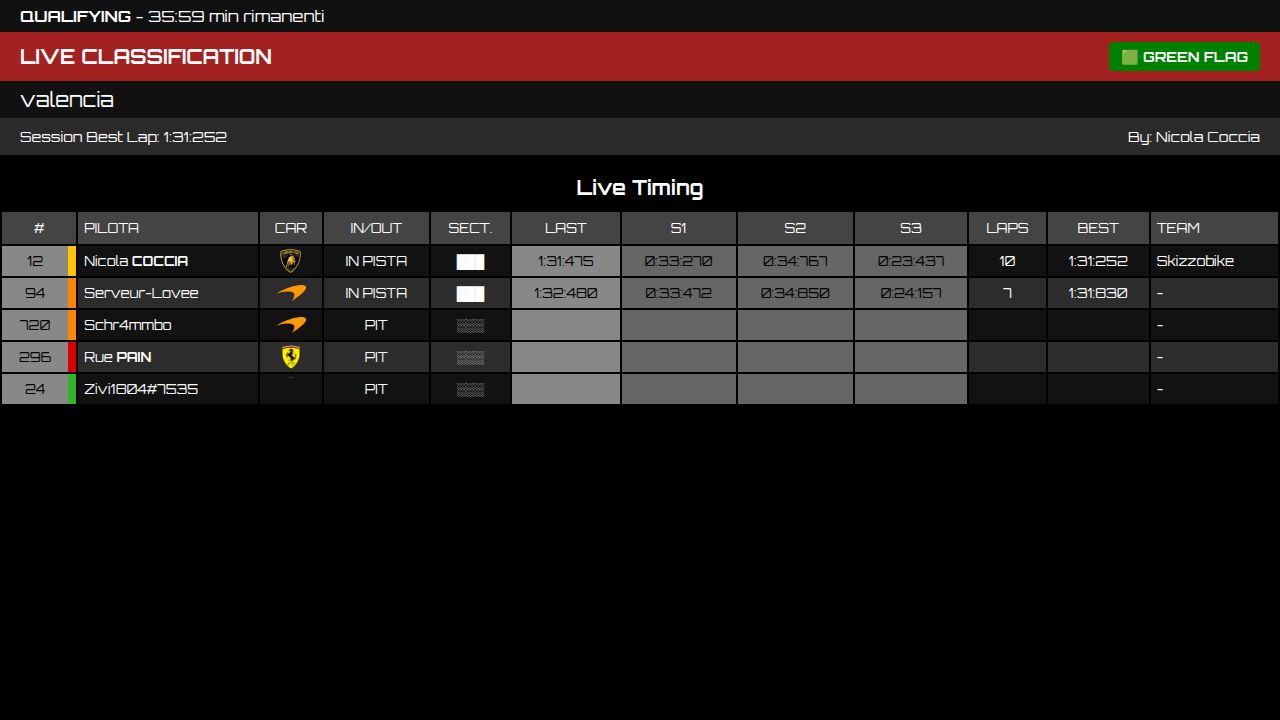 QUALIFYING - 35:59 min rimanenti
LIVE CLASSIFICATION
🟩 GREEN FLAG
valencia
Session Best Lap: 1:31:252
By: Nicola Coccia
Live Timing
# PILOTA CAR IN/OUT SECT. LAST S1 S2 S3 LAPS BEST TEAM
12 Nicola COCCIA IN PISTA ███ 1:31:475 0:33:270 0:34:767 0:23:437 10 1:31:252 Skizzobike
94 Serveur-Lovee IN PISTA ███ 1:32:480 0:33:472 0:34:850 0:24:157 7 1:31:830 -
720 Schr4mmbo PIT ░░░ -
296 Rue PAIN PIT ░░░ -
24 Zivi1804#7535 PIT ░░░ -